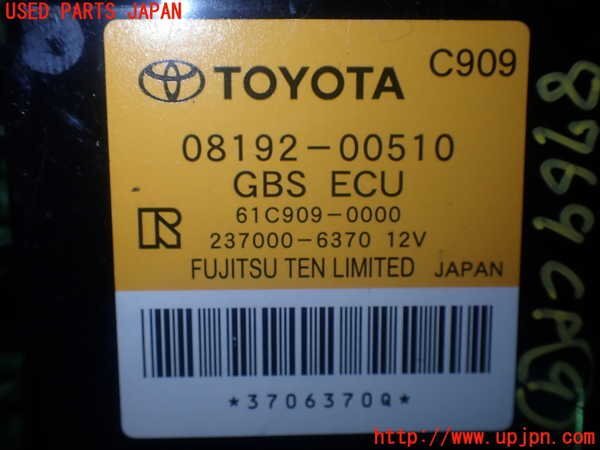 USED PARTS JAPAN
TOYOTA C909
08192-00510
GBS ECU
R 61C909-0000
237000-6370 12V
FUJITSU TEN LIMITED JAPAN
*3706370Q*
http://www.upjpn.com/